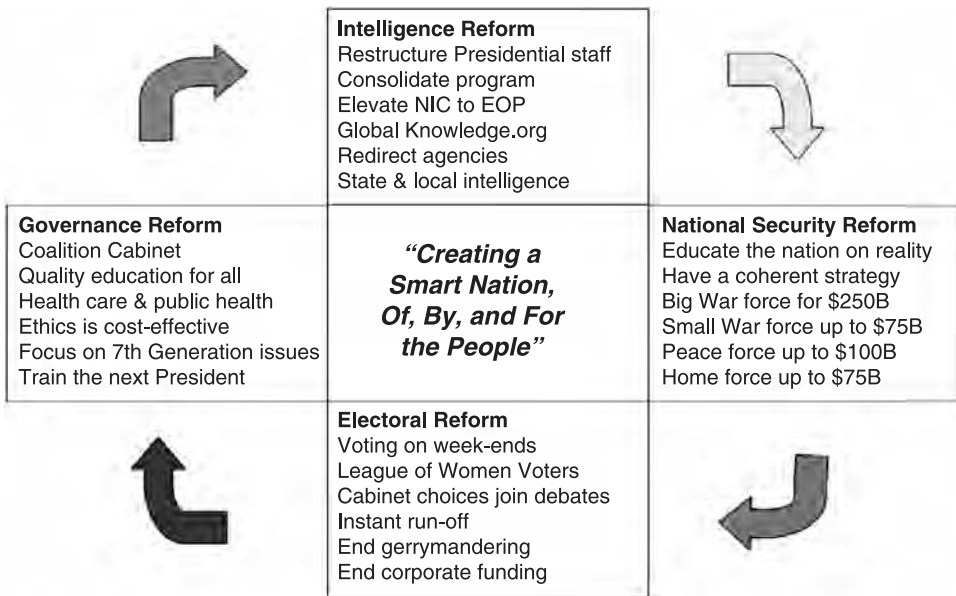 Intelligence Reform
Restructure Presidential staff
Consolidate program
Elevate NIC to EOP
Global Knowledge.org
Redirect agencies
State & local intelligence
Governance Reform
Coalition Cabinet
Quality education for all
Health care & public health
Ethics is cost-effective
Focus on 7th Generation issues
Train the next President
“Creating a
Smart Nation,
Of, By, and For
the People”
National Security Reform
Educate the nation on reality
Have a coherent strategy
Big War force for $250B
Small War force up to $75B
Peace force up to $100B
Home force up to $75B
Electoral Reform
Voting on week-ends
League of Women Voters
Cabinet choices join debates
Instant run-off
End gerrymandering
End corporate funding